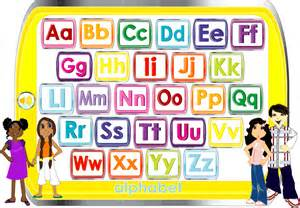 Aa Bb Cc Dd Ee Ff
Gg Hh Ii Jj Kk
Ll Mm Nn Oo Pp Qq
Rr Ss Tt Uu Vv
Ww Xx Yy Zz
alphabet